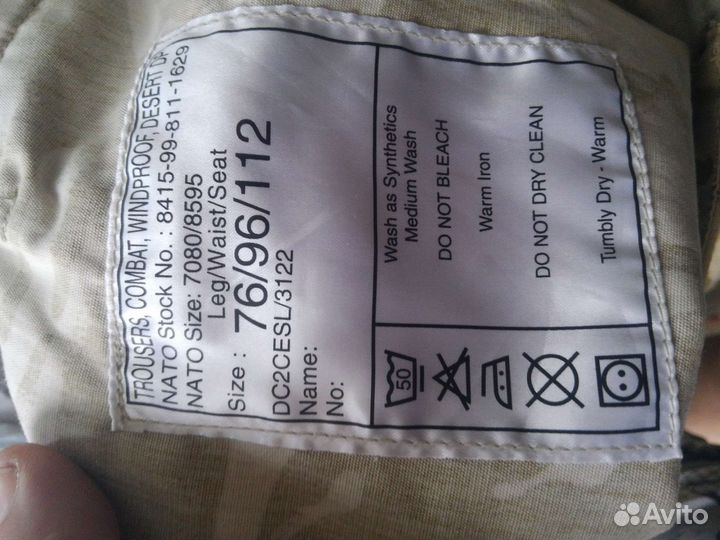 TROUSERS, COMBAT, WINDPROOF, DESERT DP
NATO Stock No.: 8415-99-811-1629
NATO Size: 7080/8595
Leg/Waist/Seat
Size: 76/96/112
DC2CESL/3122
Name:
No:
50
Wash as Synthetics
Medium Wash
DO NOT BLEACH
Warm Iron
DO NOT DRY CLEAN
Tumbly Dry - Warm
Avito